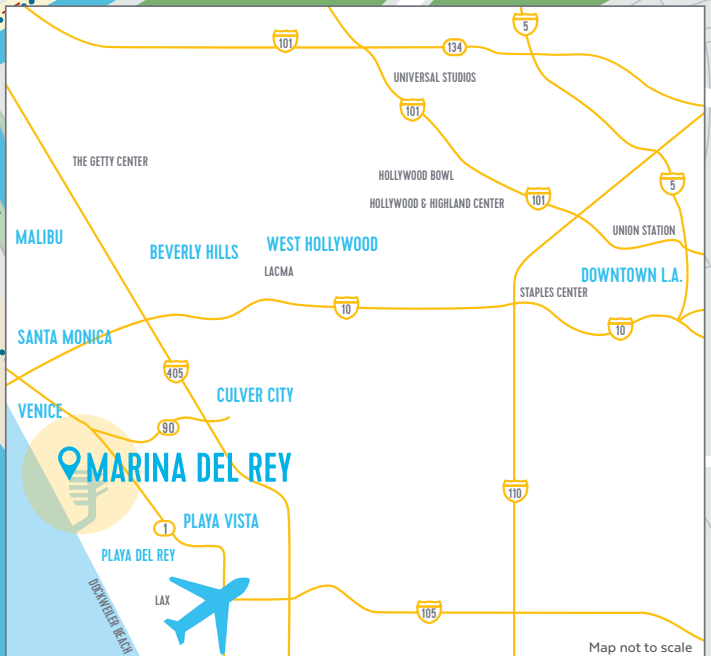 5
101
134
UNIVERSAL STUDIOS
101
THE GETTY CENTER
HOLLYWOOD BOWL
5
101
HOLLYWOOD & HIGHLAND CENTER
UNION STATION
MALIBU
WEST HOLLYWOOD
BEVERLY HILLS
LACMA
DOWNTOWN L.A.
STAPLES CENTER
10
10
SANTA MONICA
405
CULVER CITY
VENICE
90
MARINA DEL REY
110
PLAYA VISTA
1
PLAYA DEL REY
LAX
105
DOCKWEILER BEACH
Map not to scale